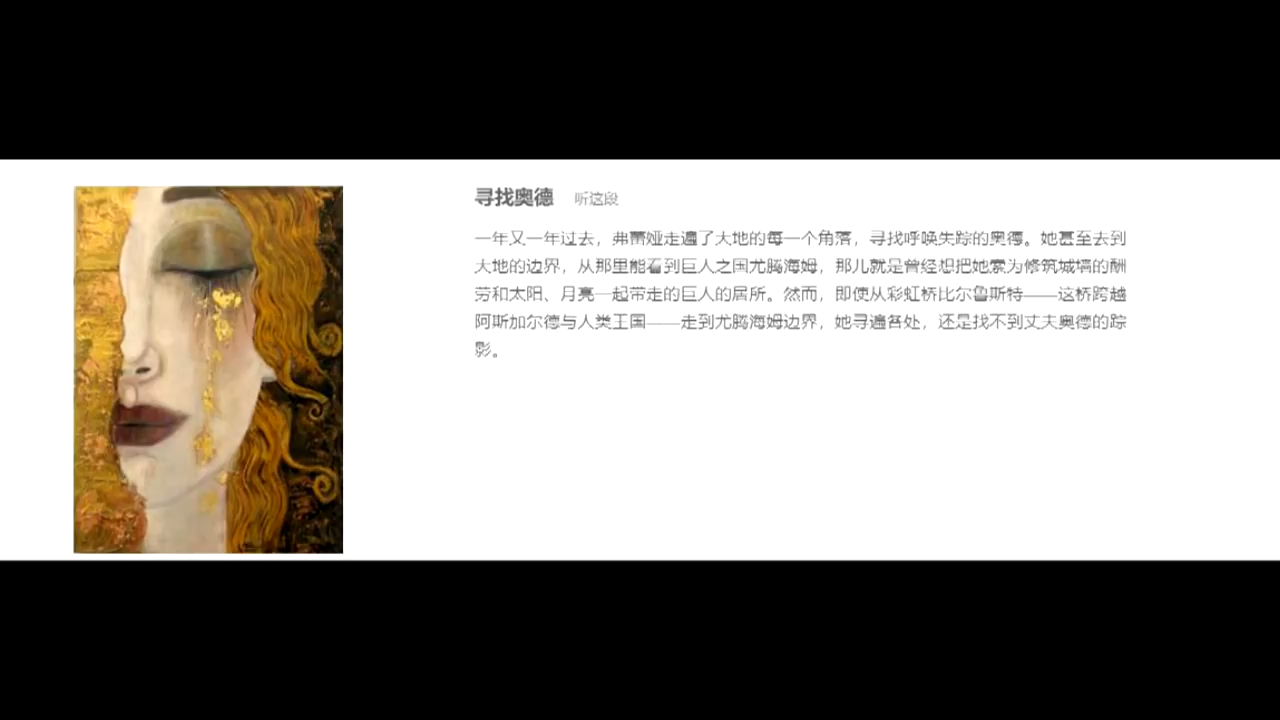 寻找奥德 听这段
一年又一年过去，弗蕾娅走遍了大地的每一个角落，寻找呼唤失踪的奥德。她甚至去到
大地的边界，从那里能看到巨人之国尤腾海姆，那儿就是曾经想把她索为修筑城墙的酬
劳和太阳、月亮一起带走的巨人的居所。然而，即使从彩虹桥比尔鲁斯特——这桥跨越
阿斯加尔德与人类王国——走到尤腾海姆边界，她寻遍各处，还是找不到丈夫奥德的踪
影。